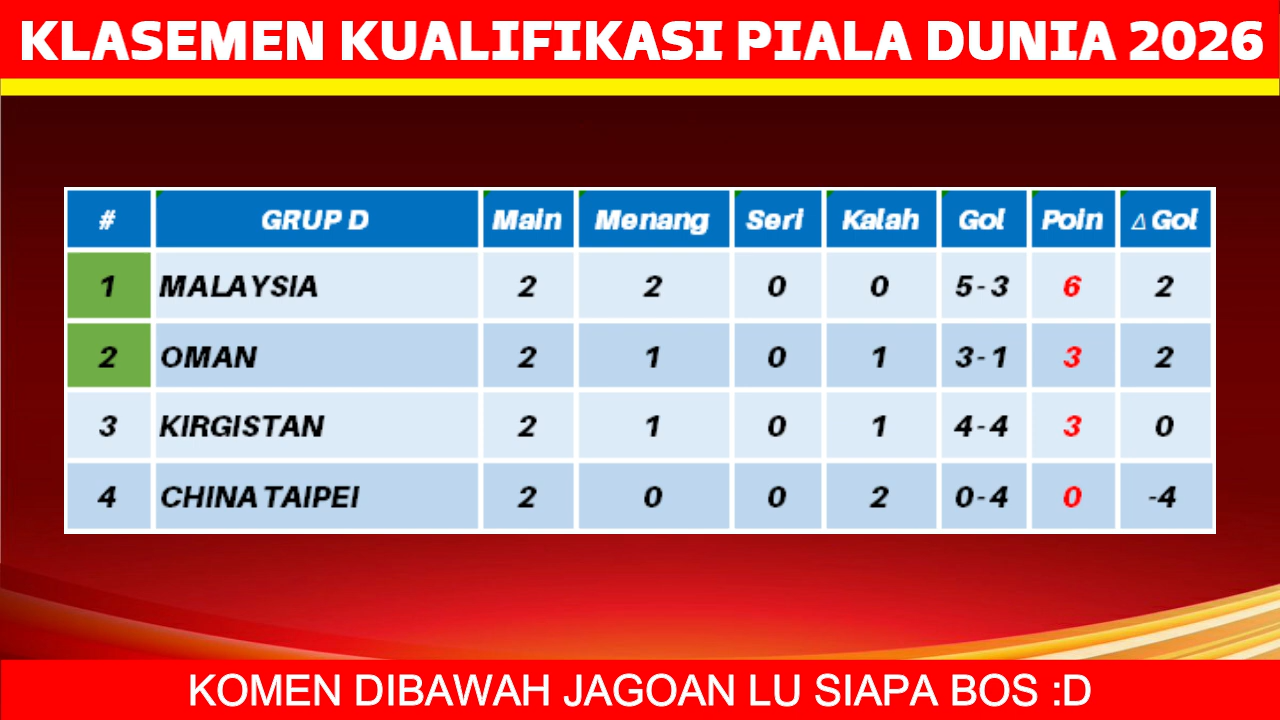 KLASEMEN KUALIFIKASI PIALA DUNIA 2026
# GRUP D Main Menang Seri Kalah Gol Poin △ Gol
1 MALAYSIA 2 2 0 0 5-3 6 2
2 OMAN 2 1 0 1 3-1 3 2
3 KIRGISTAN 2 1 0 1 4-4 3 0
4 CHINA TAIPEI 2 0 0 2 0-4 0 -4
KOMEN DIBAWAH JAGOAN LU SIAPA BOS :D